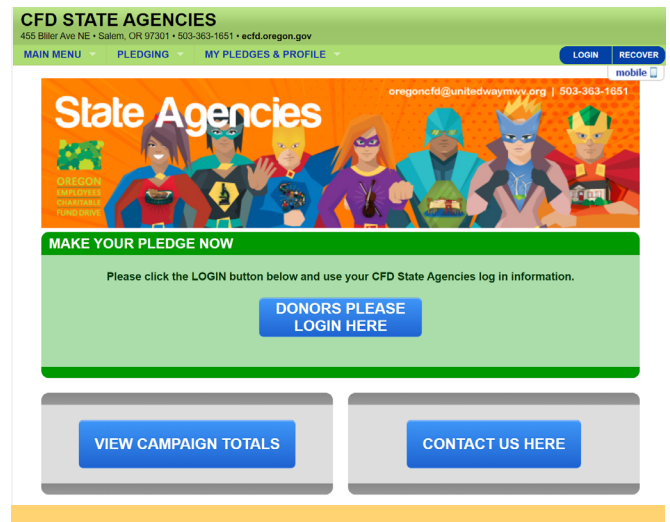 CFD STATE AGENCIES
455 Bliler Ave NE • Salem, OR 97301 • 503-363-1651 • ecfd.oregon.gov
MAIN MENU PLEDGING MY PLEDGES & PROFILE LOGIN RECOVER
mobile
oregoncfd@unitedwaymwv.org | 503-363-1651
State Agencies
OREGON
EMPLOYEES
CHARITABLE
FUND DRIVE
MAKE YOUR PLEDGE NOW
Please click the LOGIN button below and use your CFD State Agencies log in information.
DONORS PLEASE
LOGIN HERE
VIEW CAMPAIGN TOTALS CONTACT US HERE